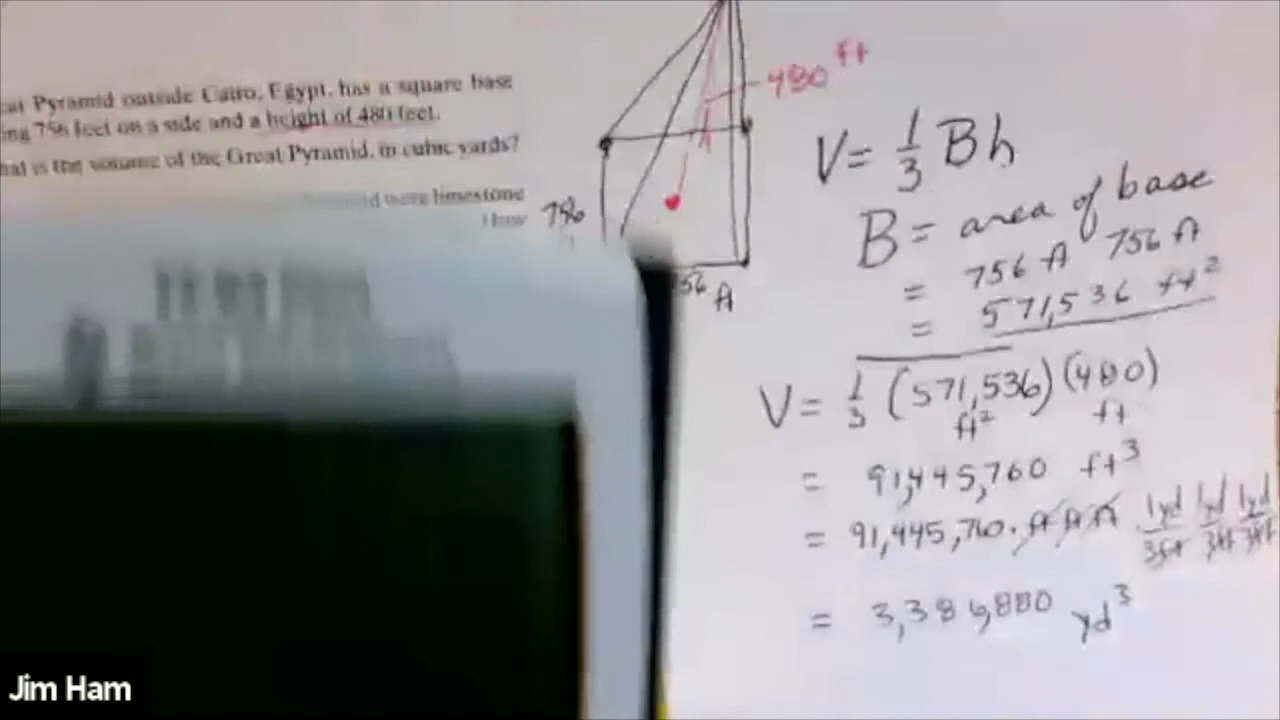 Pyramid outside Cairo, Egypt, has a square base
756 feet on a side and a height of 480 feet.
is the volume of the Great Pyramid, in cubic yards?
were limestone
480 ft
756
56 ft
V = 1/3 Bh
B = area of base
= 756 ft 756 ft
= 571,536 ft²
V = 1/3 (571,536)(480)
ft² ft
= 91,445,760 ft³
= 91,445,760 · ft ft ft · 1yd/3ft 1yd/3ft 1yd/3ft
= 3,386,880 yd³
Jim Ham